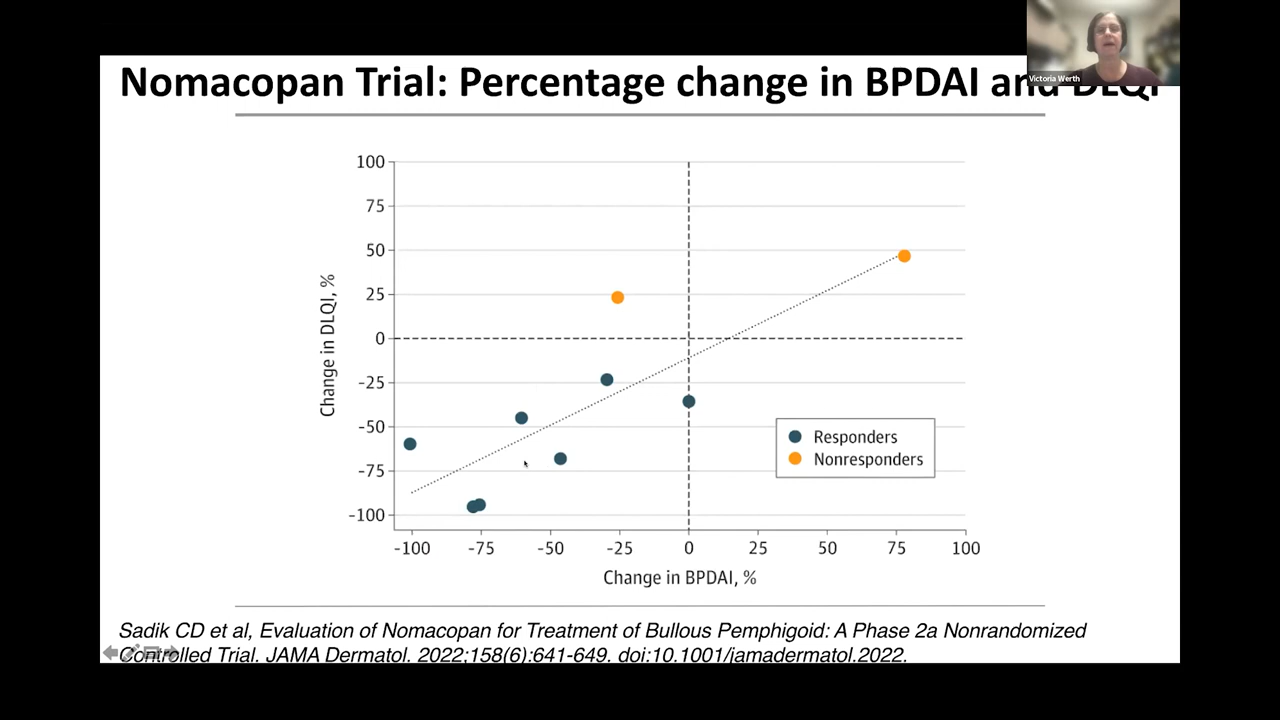 Victoria Werth
Nomacopan Trial: Percentage change in BPDAI and DLQI
100
75
50
25
0
-25
-50
-75
-100
Change in DLQI, %
Responders
Nonresponders
-100 -75 -50 -25 0 25 50 75 100
Change in BPDAI, %
Sadik CD et al, Evaluation of Nomacopan for Treatment of Bullous Pemphigoid: A Phase 2a Nonrandomized
Controlled Trial. JAMA Dermatol. 2022;158(6):641-649. doi:10.1001/jamadermatol.2022.